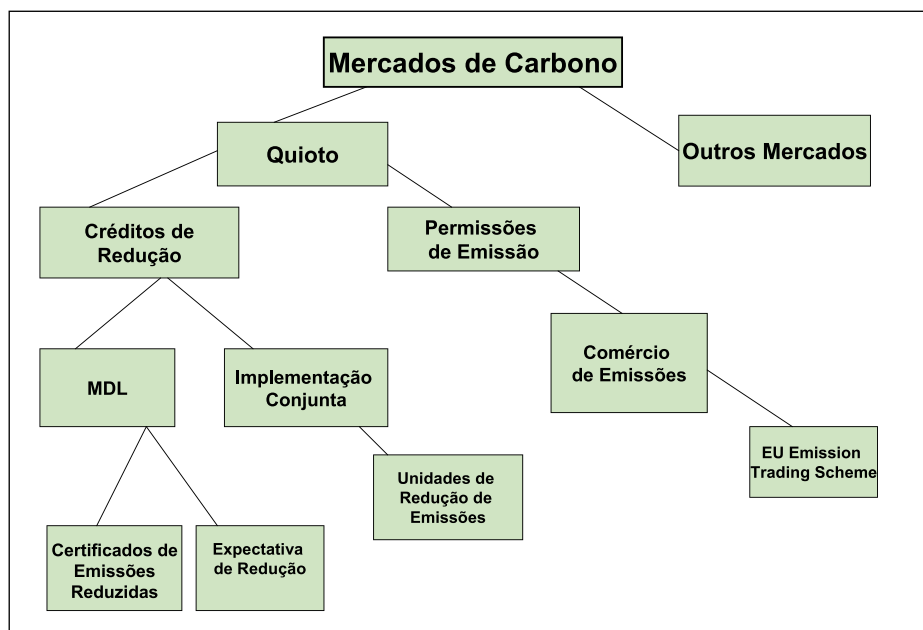 Mercados de Carbono
Quioto
Outros Mercados
Créditos de
Redução
Permissões
de Emissão
MDL
Implementação
Conjunta
Comércio
de Emissões
Unidades de
Redução de
Emissões
EU Emission
Trading Scheme
Certificados de
Emissões
Reduzidas
Expectativa
de Redução